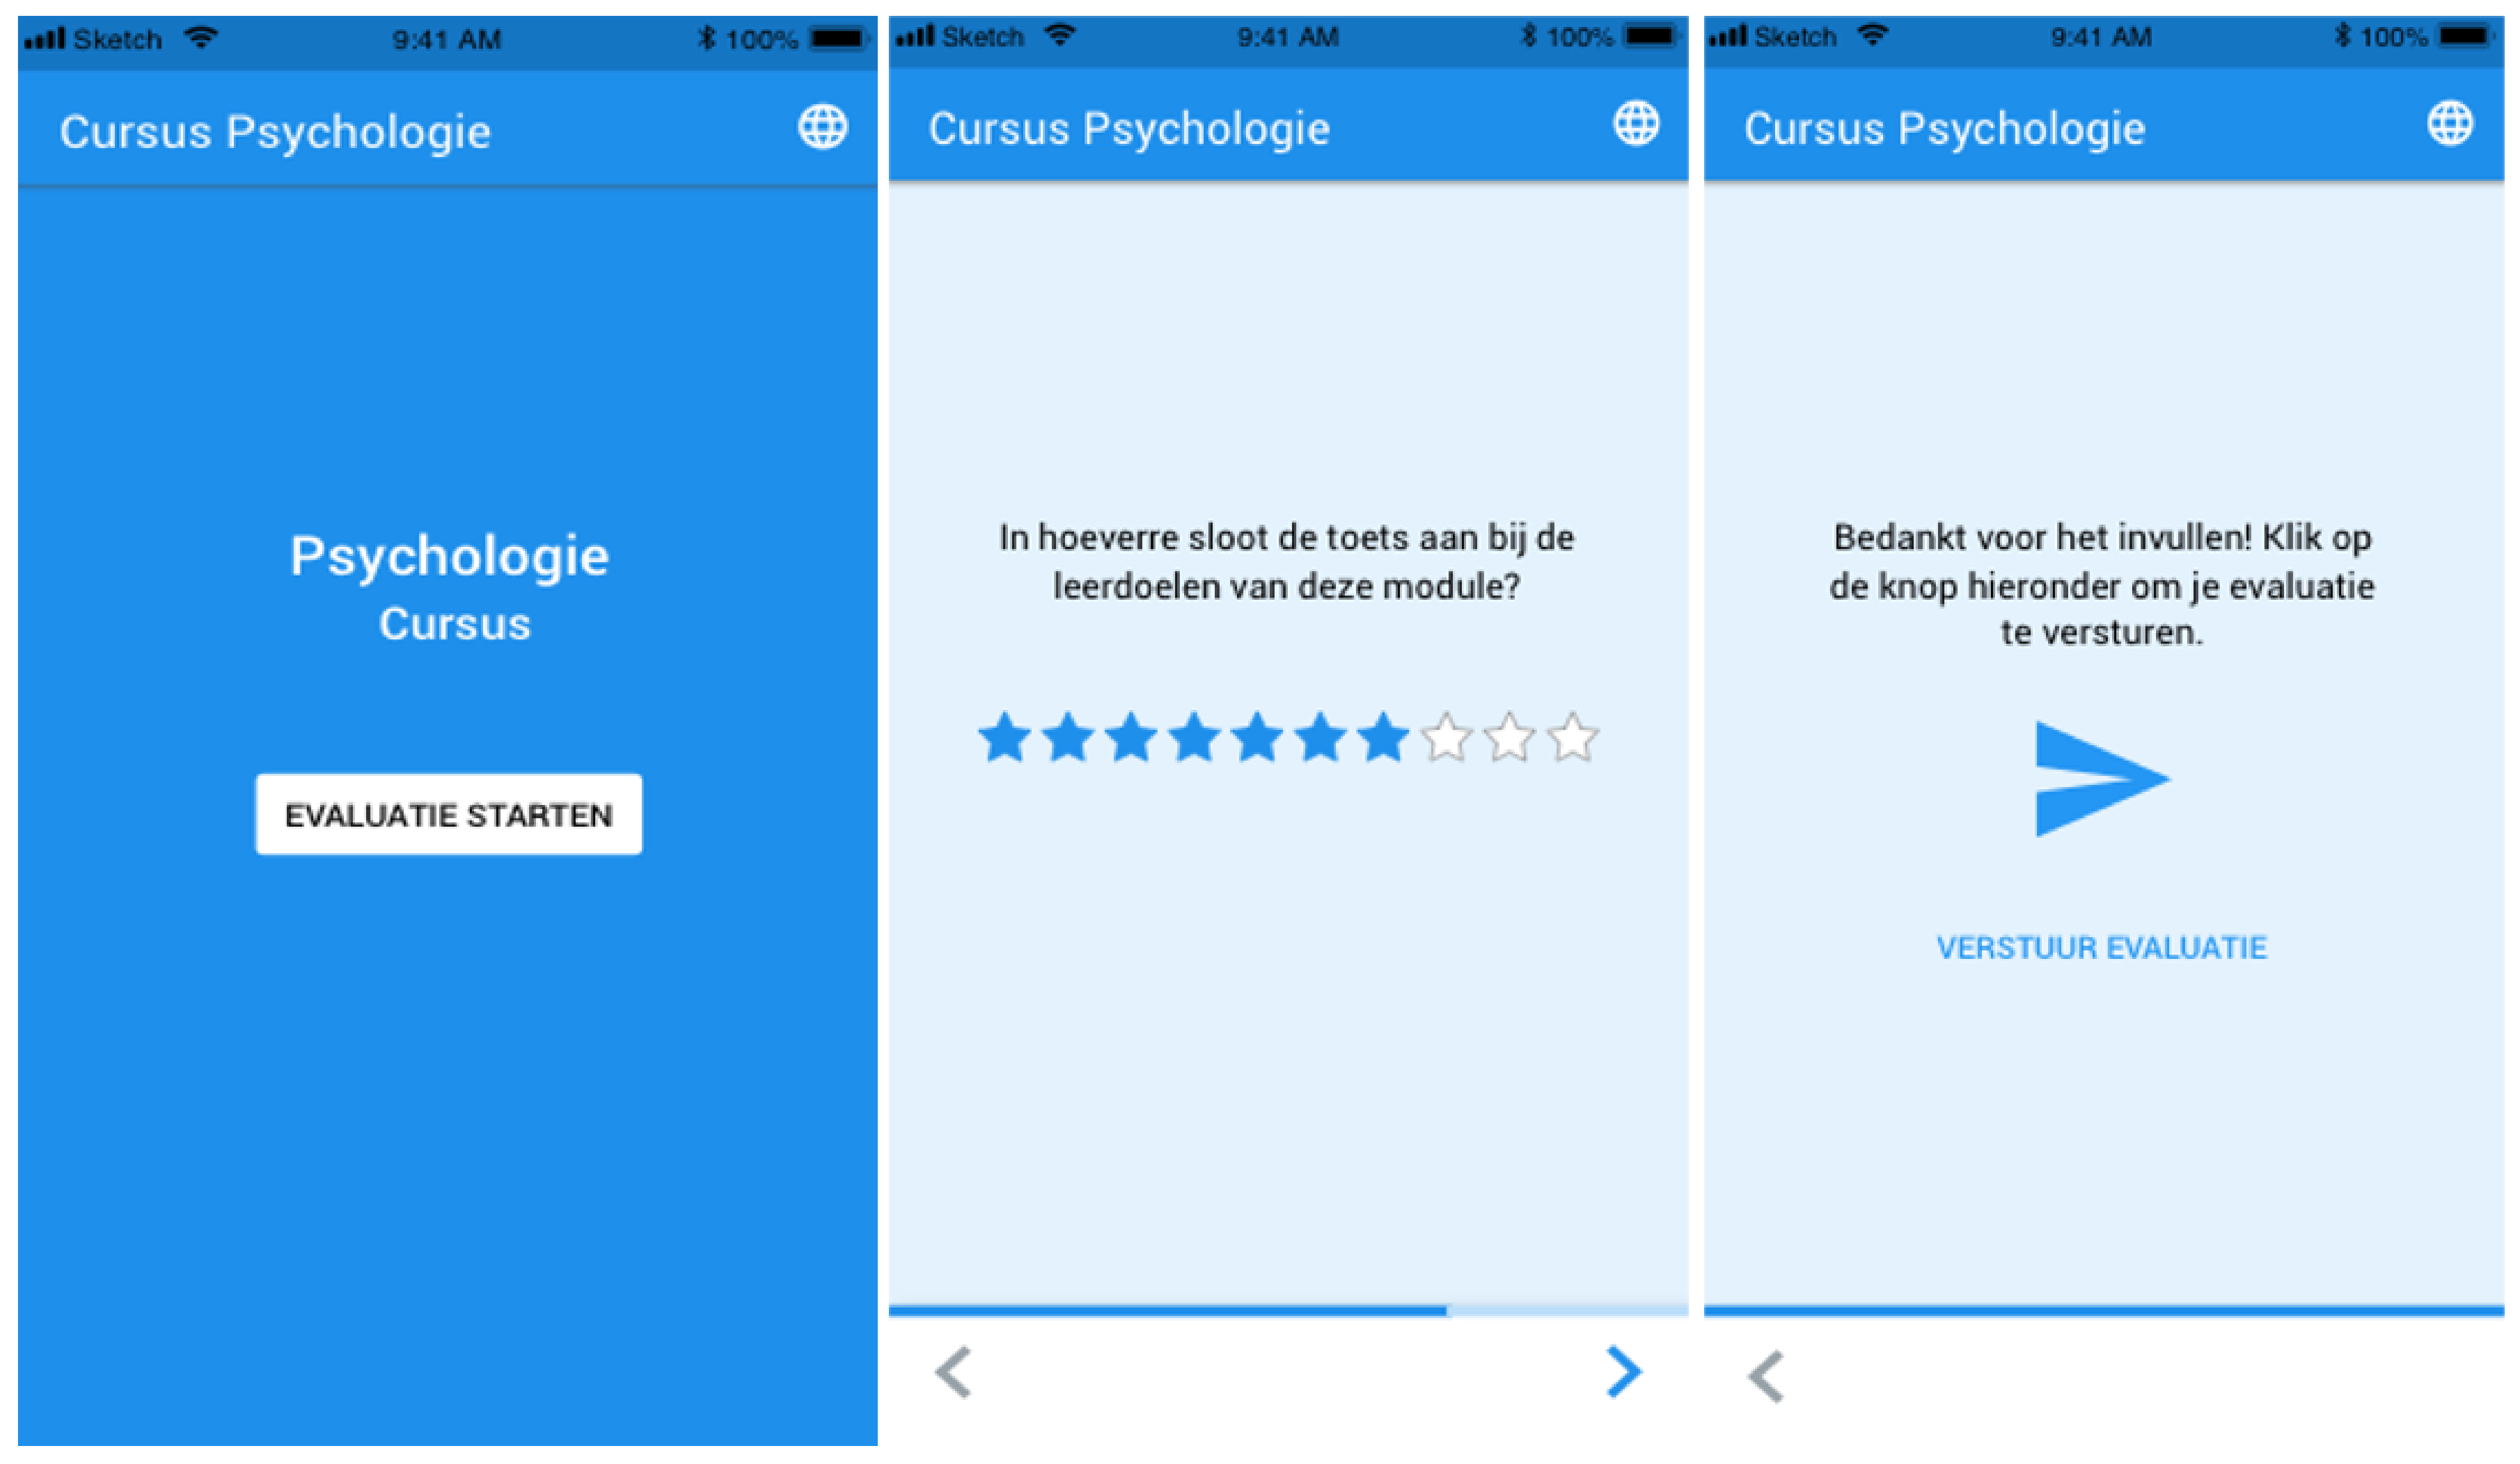 Sketch 9:41 AM 100%
Cursus Psychologie
Psychologie
Cursus
EVALUATIE STARTEN
Sketch 9:41 AM 100%
Cursus Psychologie
In hoeverre sloot de toets aan bij de
leerdoelen van deze module?
Sketch 9:41 AM 100%
Cursus Psychologie
Bedankt voor het invullen! Klik op
de knop hieronder om je evaluatie
te versturen.
VERSTUUR EVALUATIE